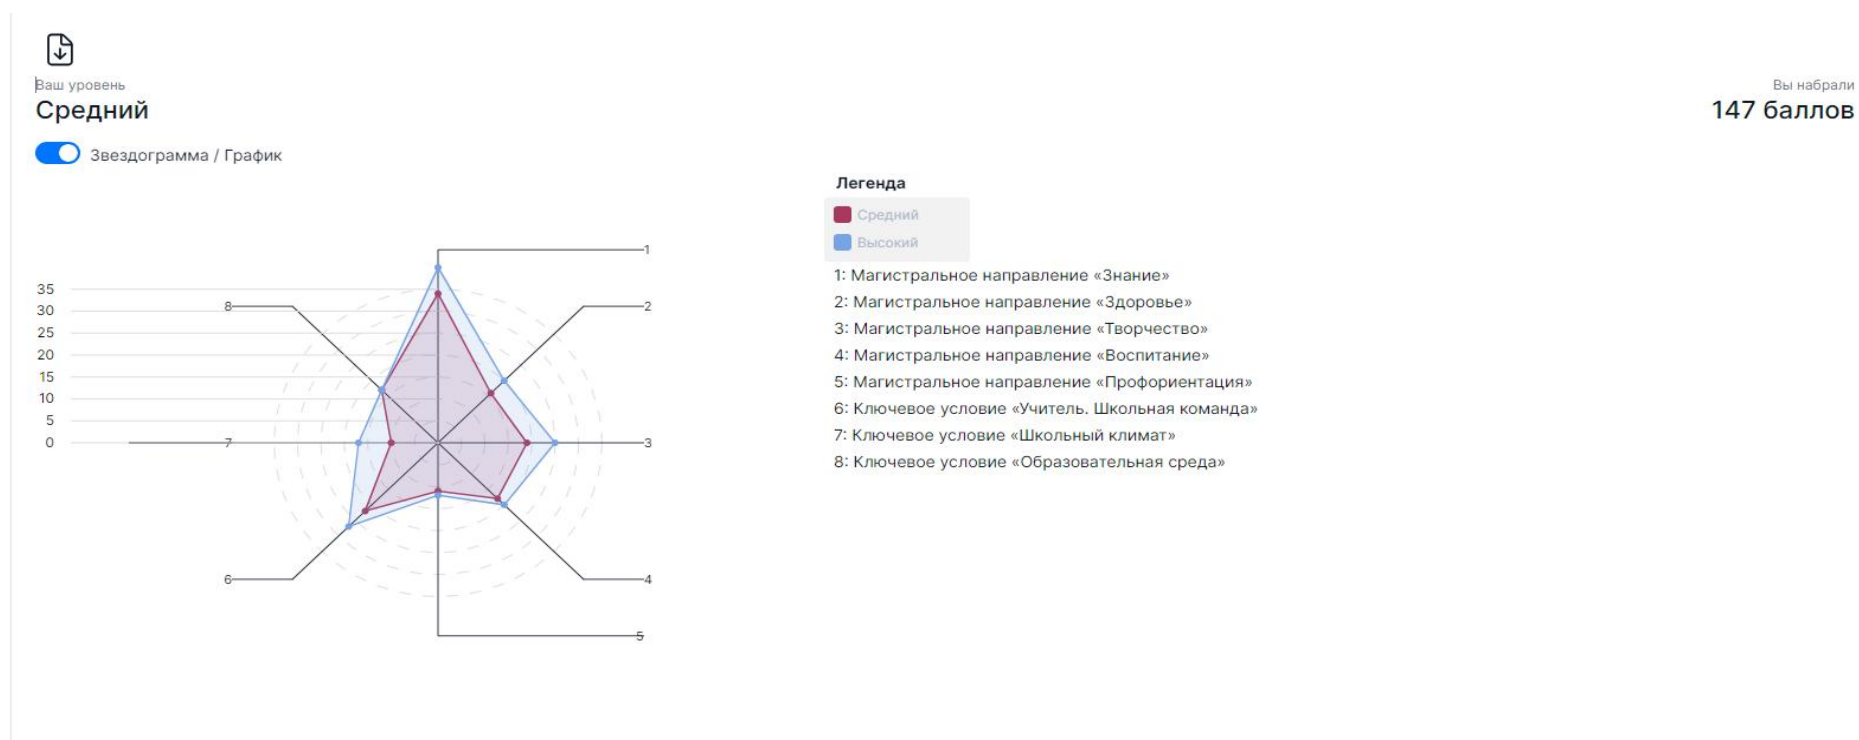 Ваш уровень
Средний
Вы набрали
147 баллов
Звездограмма / График
35
30
25
20
15
10
5
0
1
2
3
4
5
6
7
8
Легенда
Средний
Высокий
1: Магистральное направление «Знание»
2: Магистральное направление «Здоровье»
3: Магистральное направление «Творчество»
4: Магистральное направление «Воспитание»
5: Магистральное направление «Профориентация»
6: Ключевое условие «Учитель. Школьная команда»
7: Ключевое условие «Школьный климат»
8: Ключевое условие «Образовательная среда»